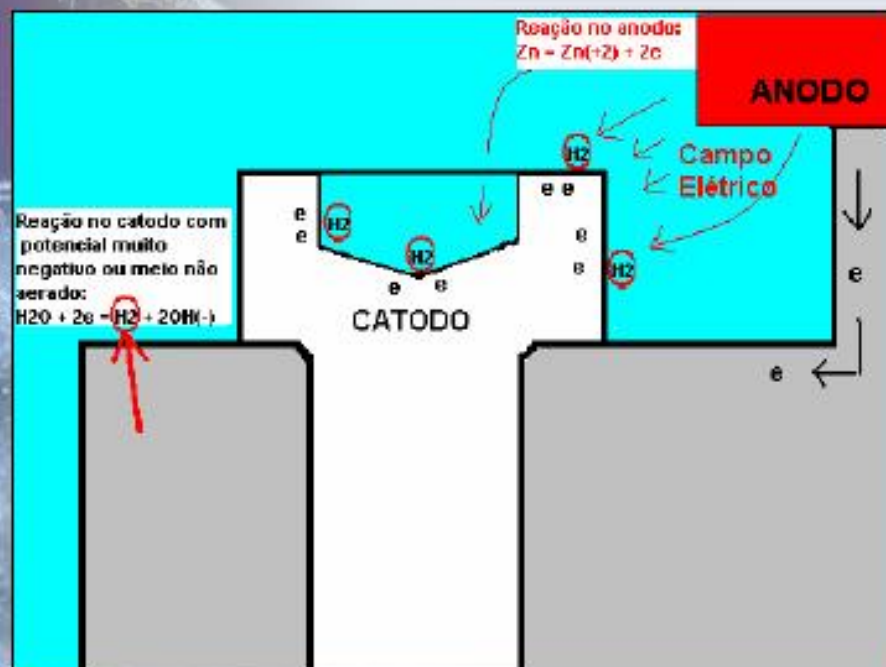 Reação no anodo:
Zn = Zn(+2) + 2e
ANODO
H2
Campo
Elétrico
e e
e
e
H2
H2
e
e
H2
e
e e
CATODO
Reação no catodo com
potencial muito
negativo ou meio não
aerado:
H2O + 2e = H2 + 2OH(-)
e
e